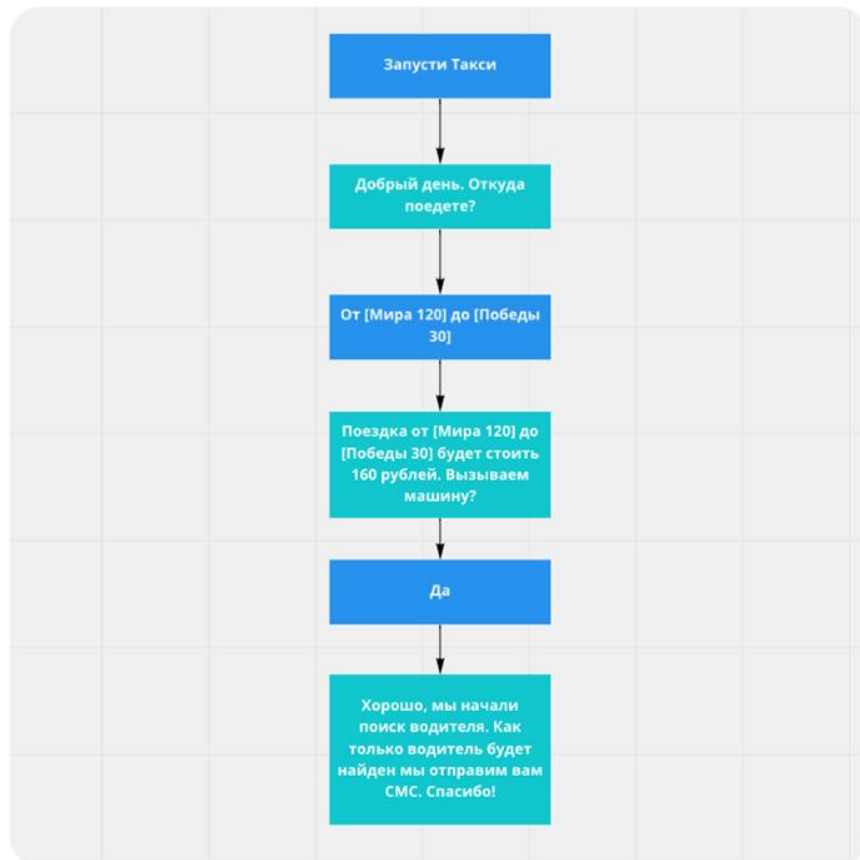 Запусти Такси
Добрый день. Откуда
поедете?
От [Мира 120] до [Победы
30]
Поездка от [Мира 120] до
[Победы 30] будет стоить
160 рублей. Вызываем
машину?
Да
Хорошо, мы начали
поиск водителя. Как
только водитель будет
найден мы отправим вам
СМС. Спасибо!